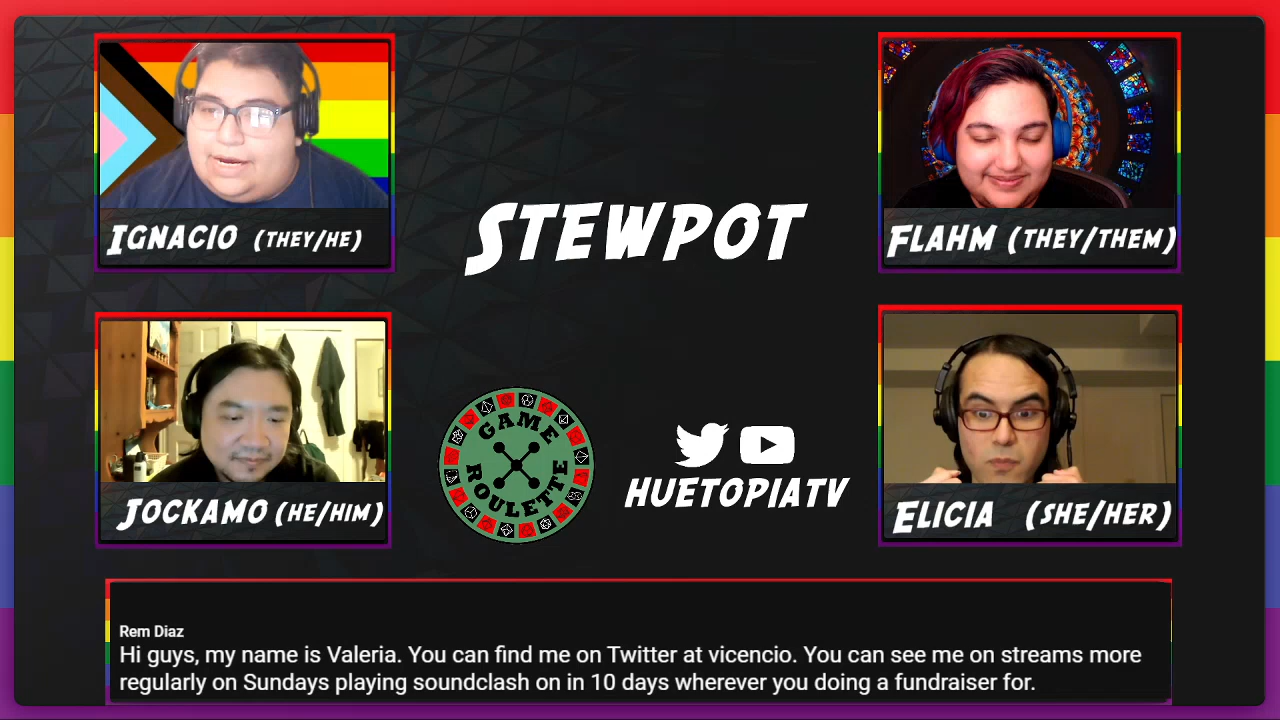 Ignacio (they/he)
Flahm (they/them)
Stewpot
Jockamo (he/him)
Game
Roulette
HuetopiaTV
Elicia (she/her)
Rem Diaz
Hi guys, my name is Valeria. You can find me on Twitter at vicencio. You can see me on streams more
regularly on Sundays playing soundclash on in 10 days wherever you doing a fundraiser for.